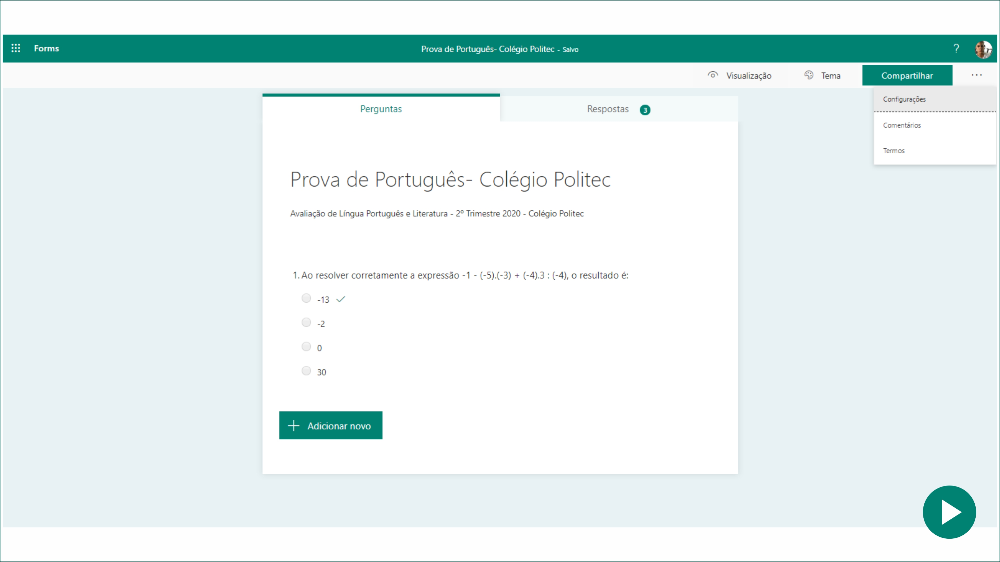 Forms
Prova de Português- Colégio Politec - Salvo
?
Visualização
Tema
Compartilhar
...
Configurações
Comentários
Termos
Perguntas
Respostas 3
Prova de Português- Colégio Politec
Avaliação de Língua Português e Literatura - 2º Trimestre 2020 - Colégio Politec
1. Ao resolver corretamente a expressão -1 - (-5).(-3) + (-4).3 : (-4), o resultado é:
-13
-2
0
30
Adicionar novo